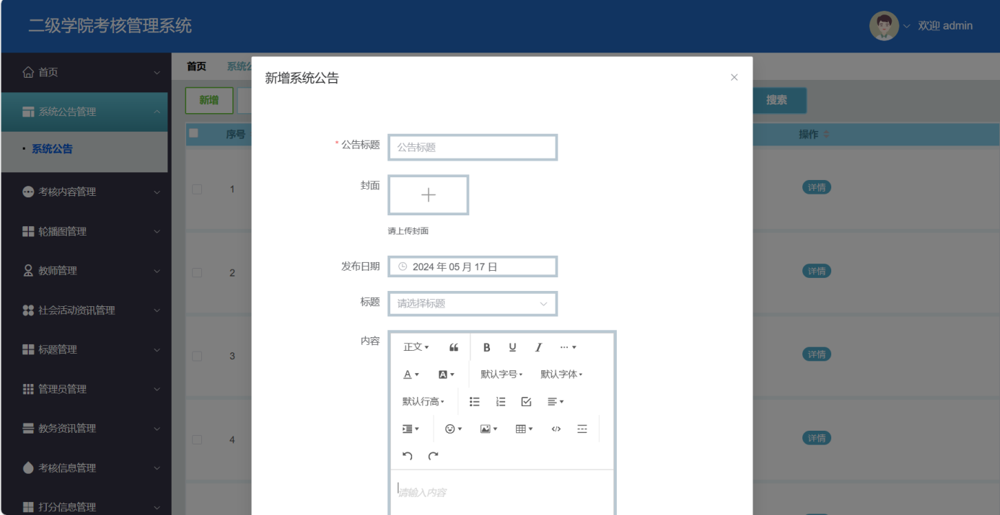 二级学院考核管理系统
欢迎 admin
首页
系统公告管理
系统公告
考核内容管理
轮播图管理
教师管理
社会活动资讯管理
标题管理
管理员管理
教务资讯管理
考核信息管理
打分信息管理
首页 系统公
新增
搜索
序号
操作
1
详情
2
详情
3
详情
4
详情
新增系统公告
* 公告标题
公告标题
封面
请上传封面
发布日期
2024 年 05 月 17 日
标题
请选择标题
内容
正文 B U I
A A 默认字号 默认字体
默认行高
请输入内容